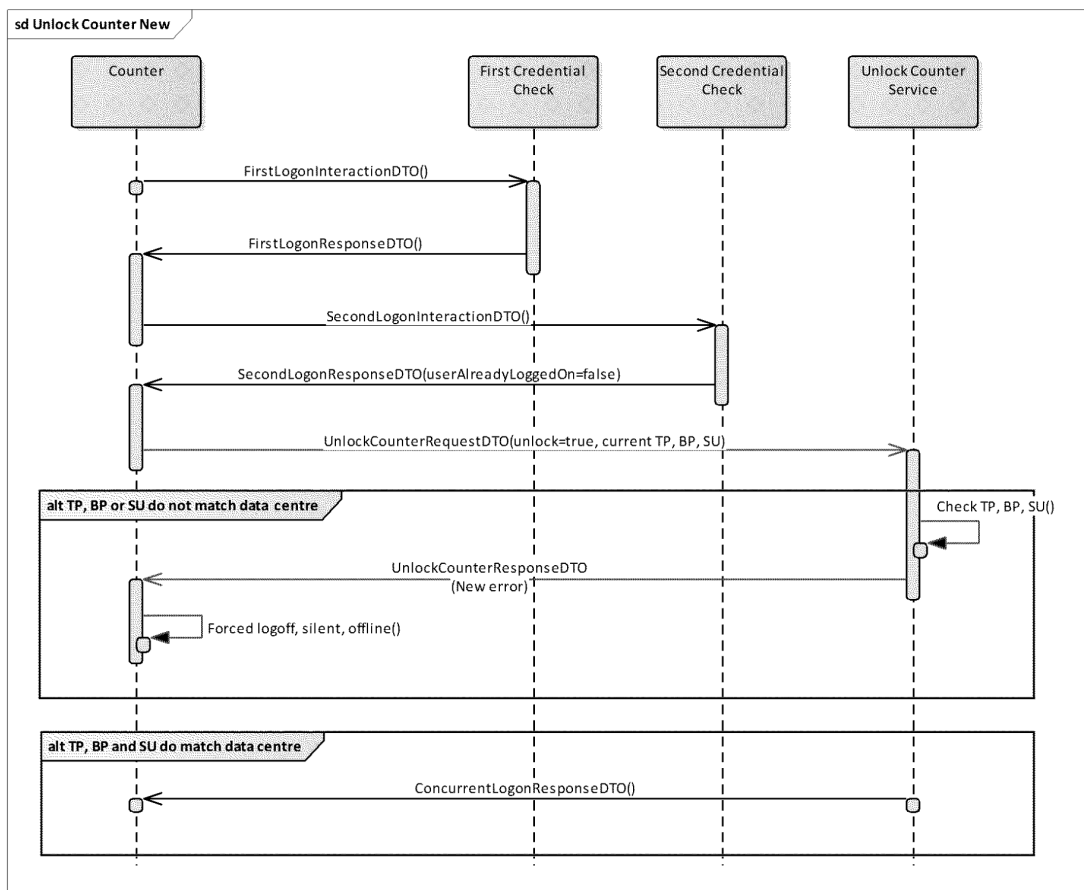 sd Unlock Counter New
Counter
First Credential
Check
Second Credential
Check
Unlock Counter
Service
FirstLogonInteractionDTO()
FirstLogonResponseDTO()
SecondLogonInteractionDTO()
SecondLogonResponseDTO(userAlreadyLoggedOn=false)
UnlockCounterRequestDTO(unlock=true, current TP, BP, SU)
alt TP, BP or SU do not match data centre
Check TP, BP, SU()
UnlockCounterResponseDTO
(New error)
Forced logoff, silent, offline()
alt TP, BP and SU do match data centre
ConcurrentLogonResponseDTO()